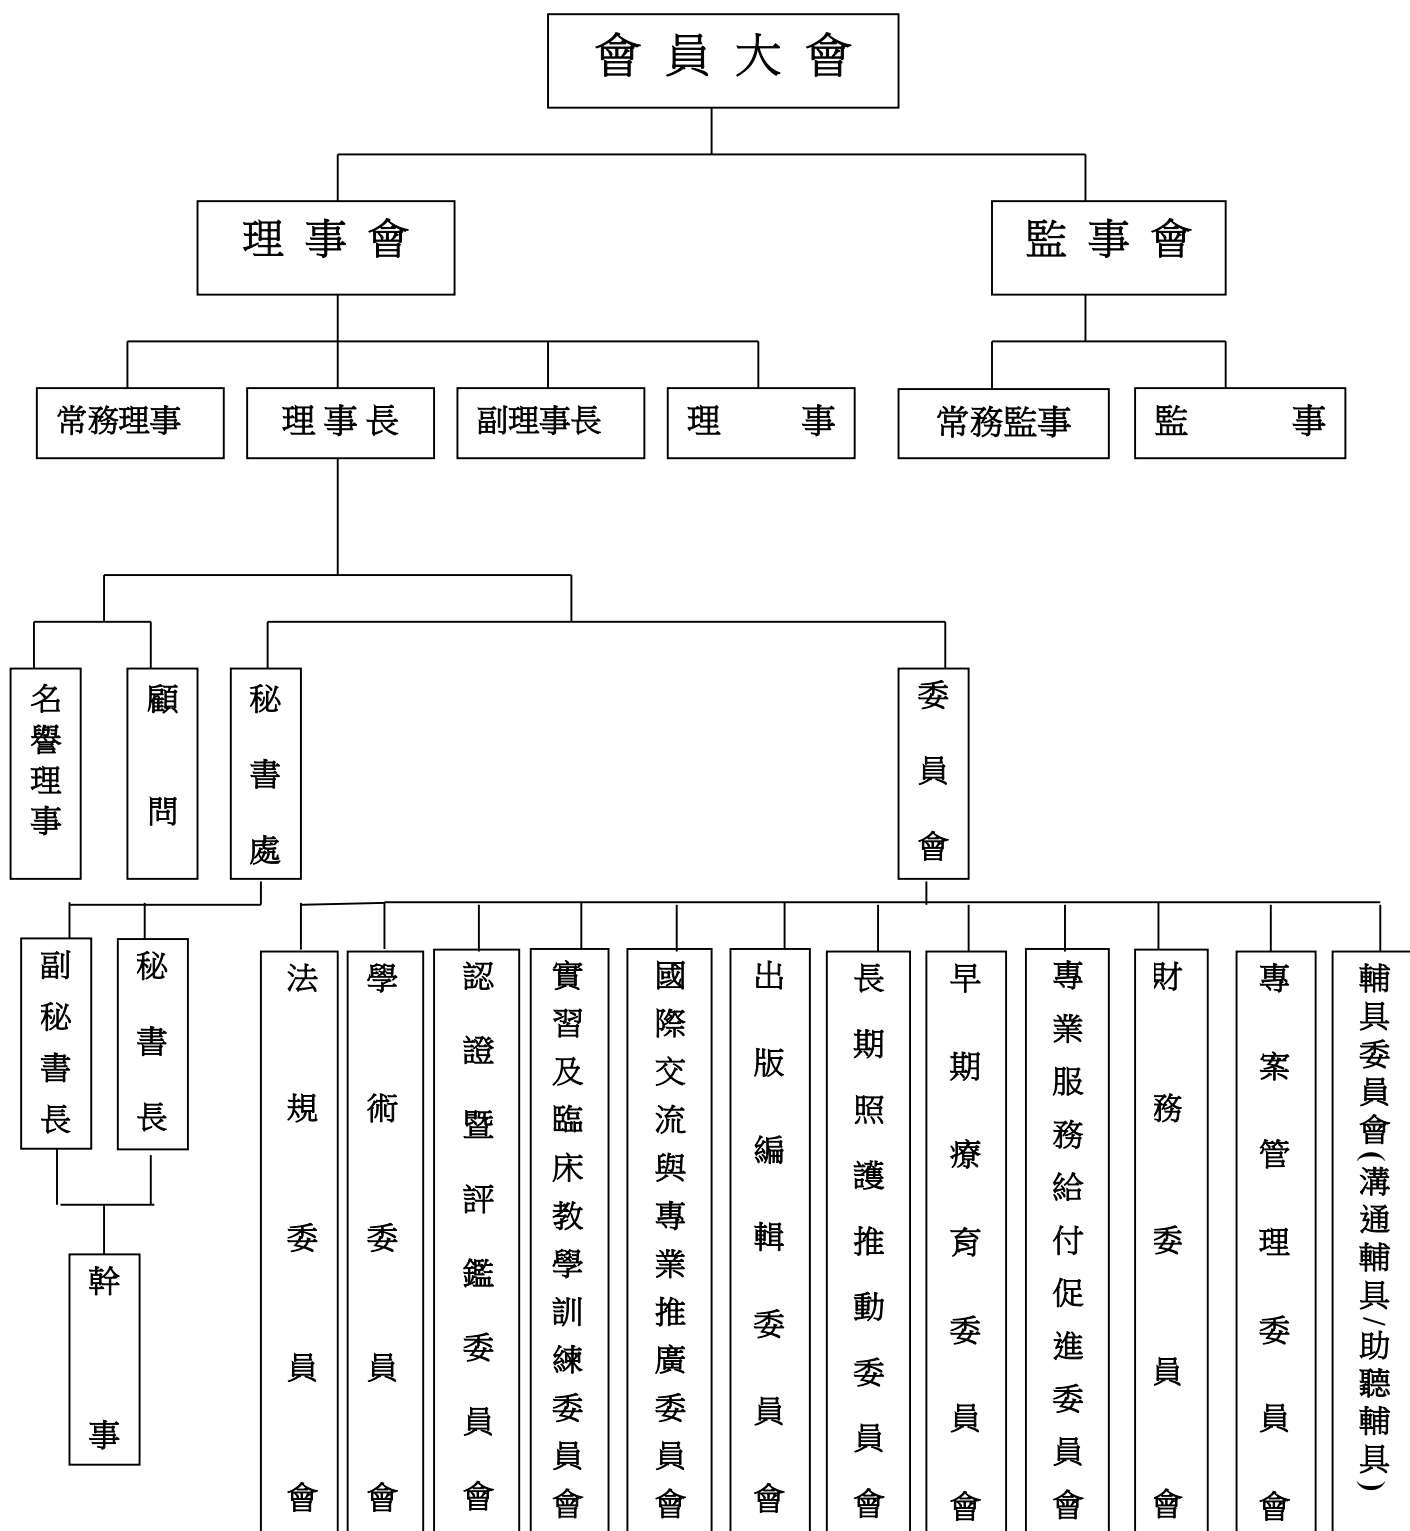 會員大會
理事會
監事會
常務理事
理事長
副理事長
理事
常務監事
監事
名譽理事
顧問
秘書處
委員會
副秘書長
秘書長
幹事
法規委員會
學術委員會
認證暨評鑑委員會
實習及臨床教學訓練委員會
國際交流與專業推廣委員會
出版編輯委員會
長期照護推動委員會
早期療育委員會
專業服務給付促進委員會
財務委員會
專案管理委員會
輔具委員會(溝通輔具/助聽輔具)